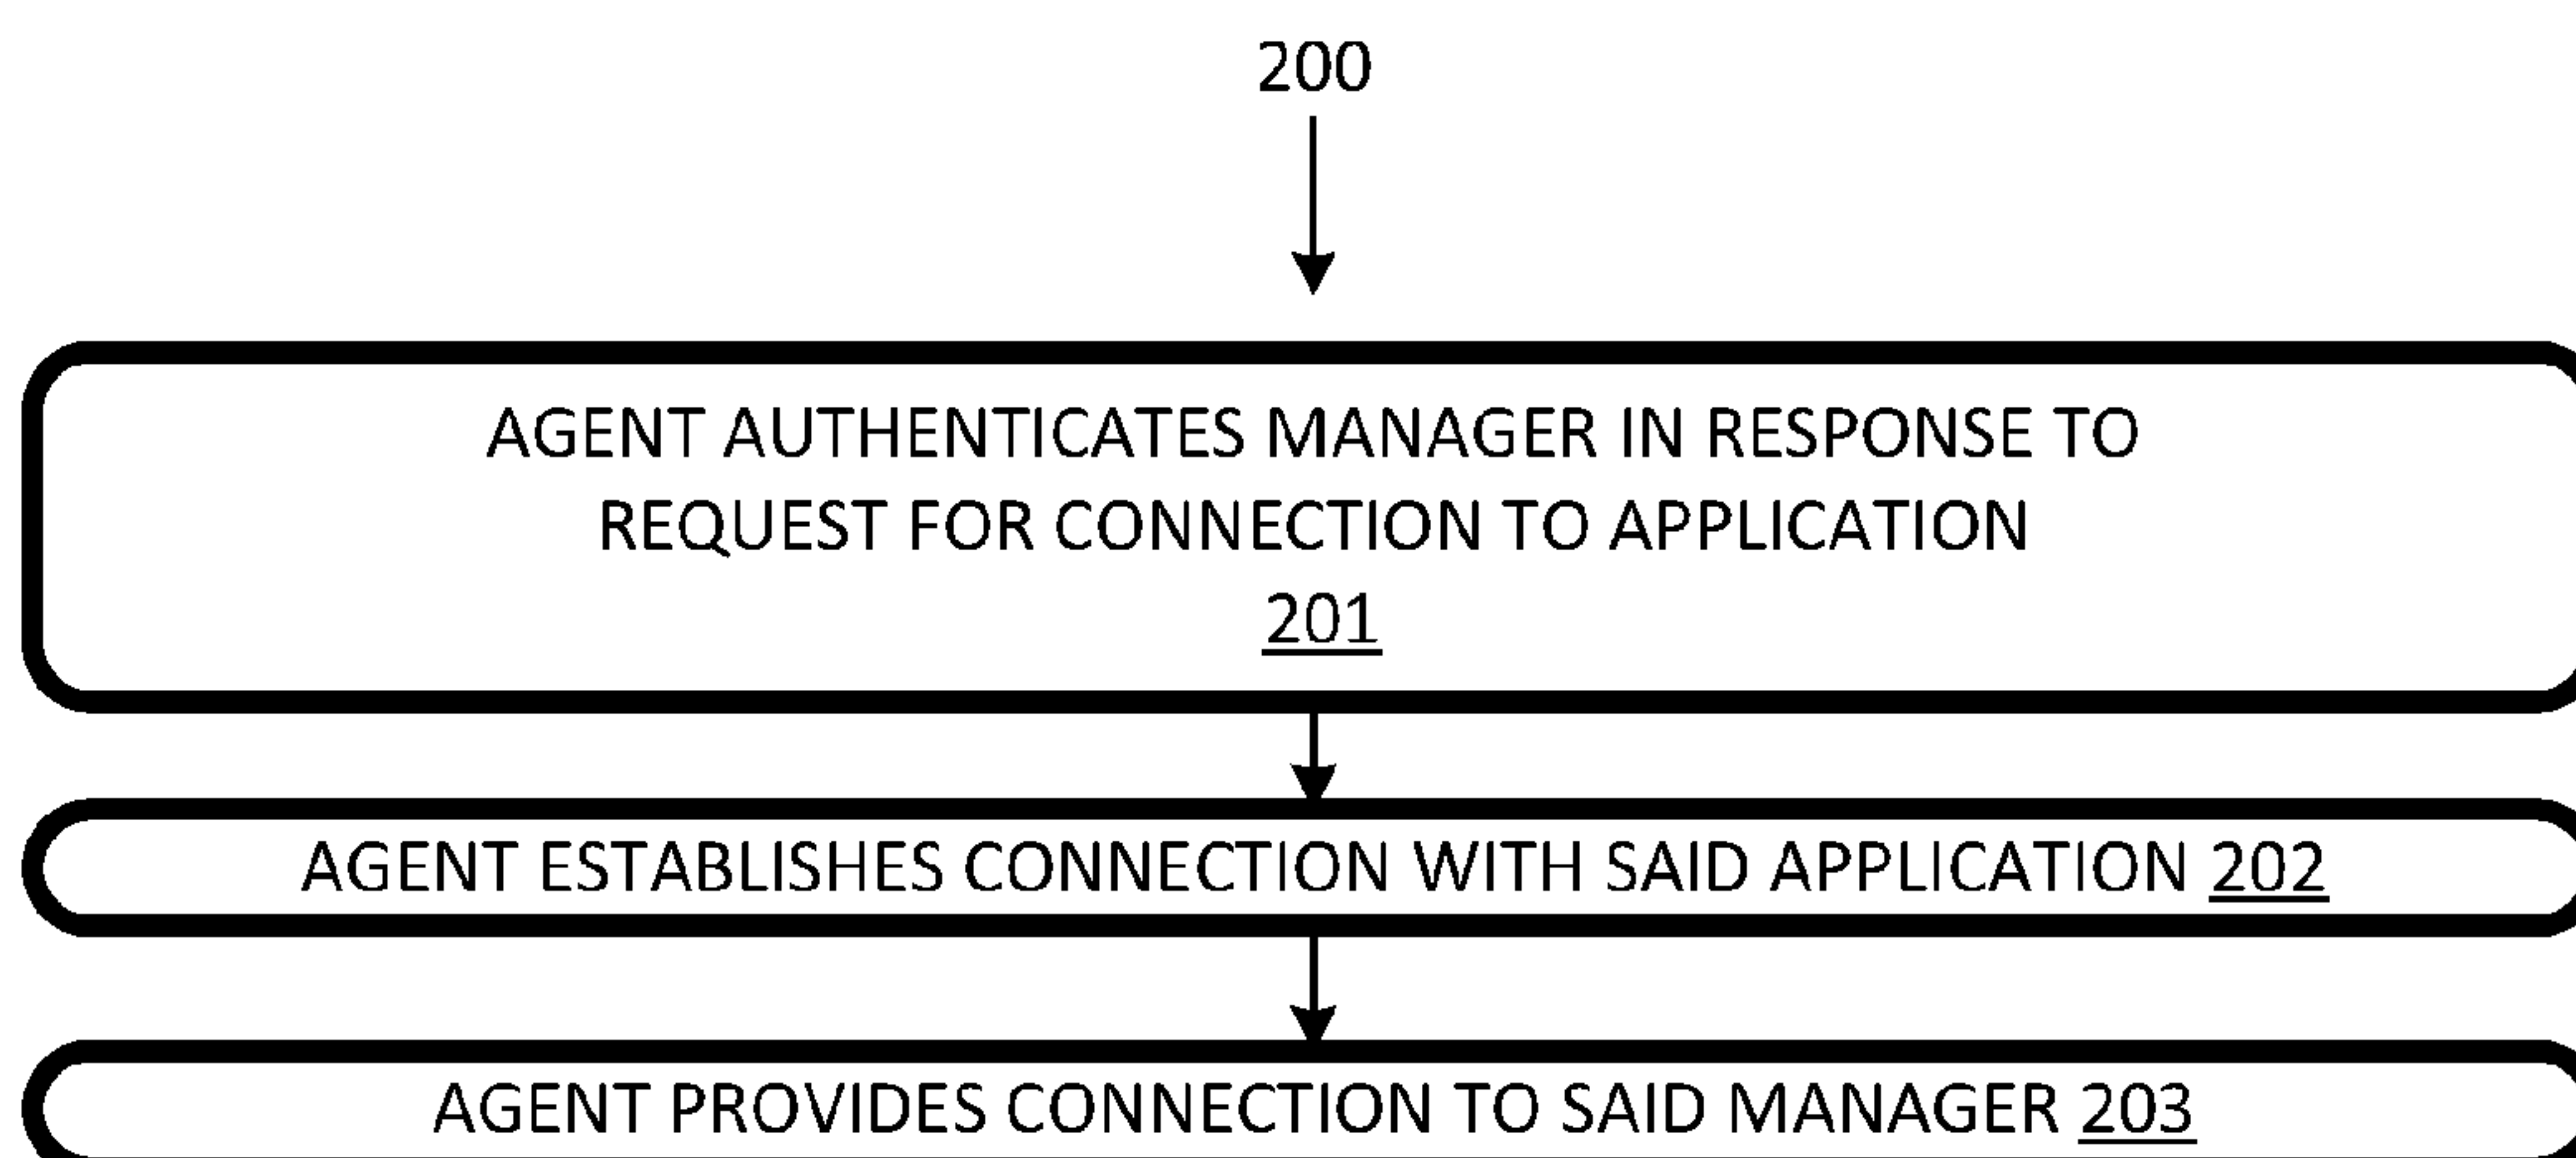 200
AGENT AUTHENTICATES MANAGER IN RESPONSE TO
REQUEST FOR CONNECTION TO APPLICATION
201
AGENT ESTABLISHES CONNECTION WITH SAID APPLICATION 202
AGENT PROVIDES CONNECTION TO SAID MANAGER 203